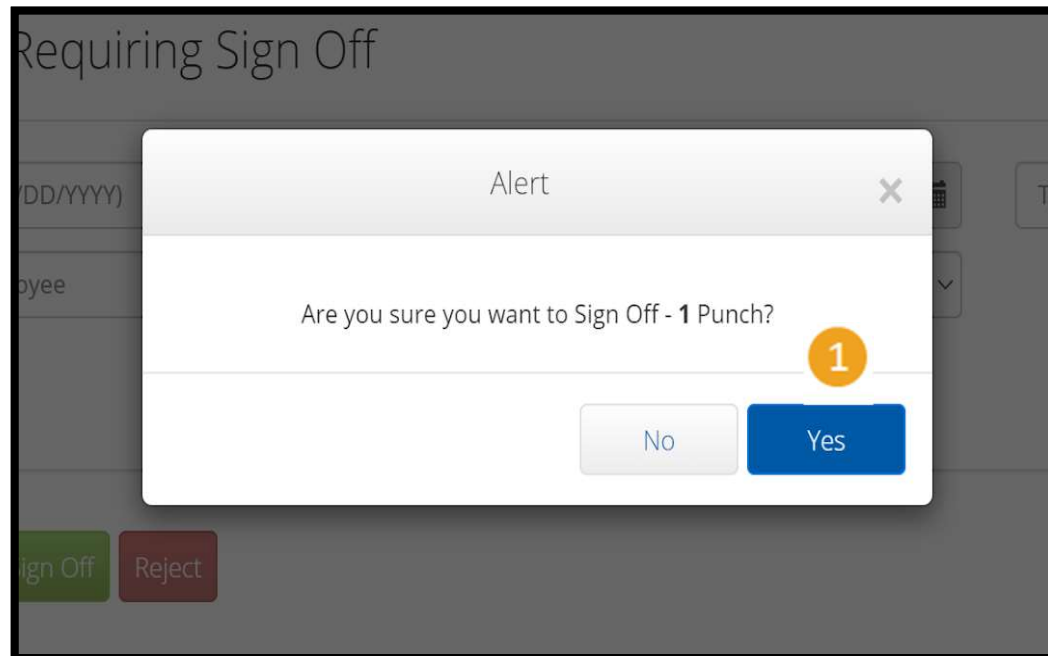 Requiring Sign Off
Alert
×
/DD/YYYY)
T
oyee
Are you sure you want to Sign Off - 1 Punch?
1
No
Yes
ign Off
Reject